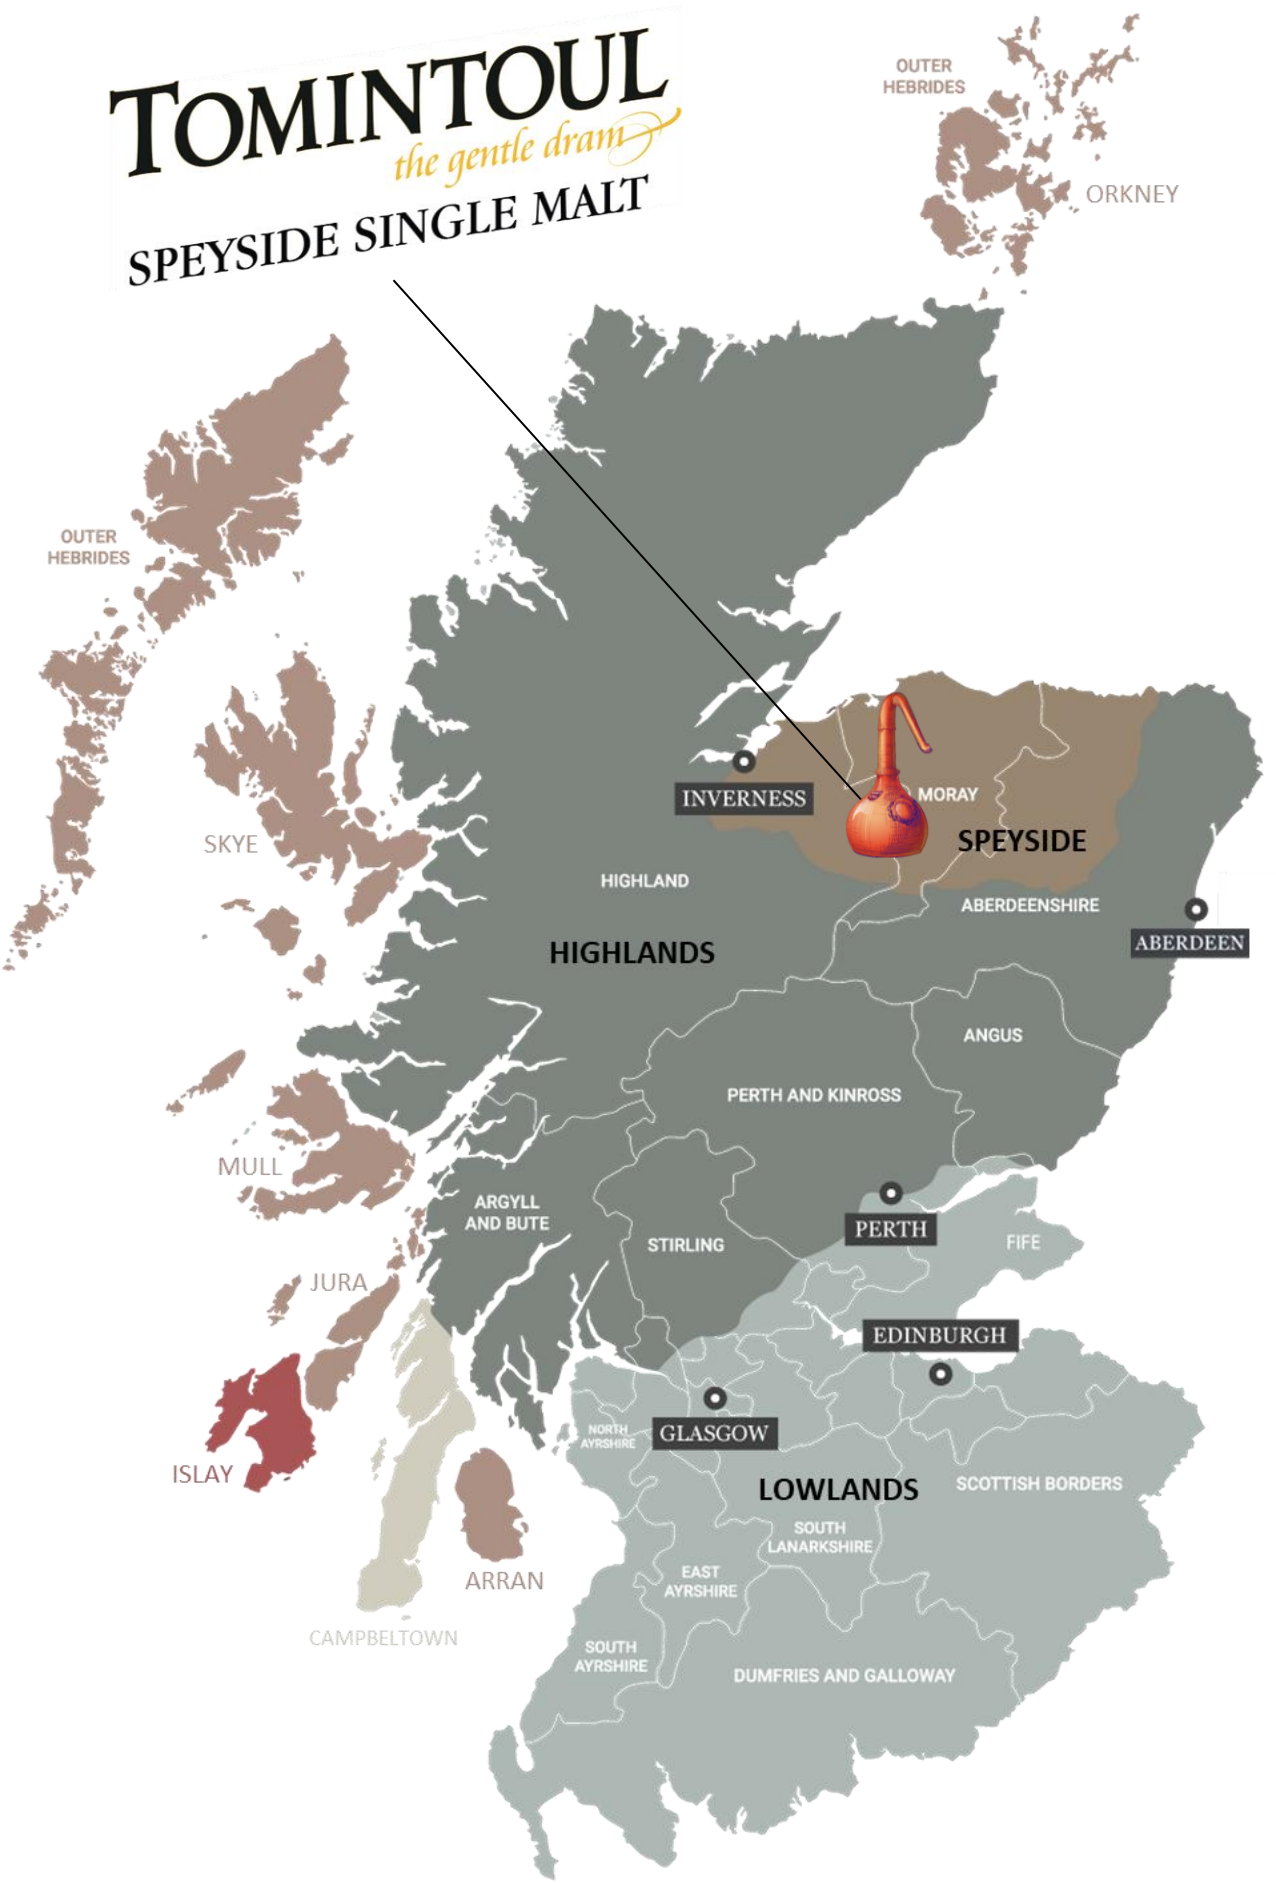 TOMINTOUL
the gentle dram
SPEYSIDE SINGLE MALT
OUTER
HEBRIDES
ORKNEY
OUTER
HEBRIDES
INVERNESS
MORAY
SPEYSIDE
SKYE
HIGHLAND
ABERDEENSHIRE
HIGHLANDS
ABERDEEN
ANGUS
PERTH AND KINROSS
MULL
ARGYLL
AND BUTE
STIRLING
PERTH
FIFE
JURA
EDINBURGH
NORTH
AYRSHIRE
GLASGOW
ISLAY
LOWLANDS
SCOTTISH BORDERS
SOUTH
LANARKSHIRE
ARRAN
EAST
AYRSHIRE
CAMPBELTOWN
SOUTH
AYRSHIRE
DUMFRIES AND GALLOWAY